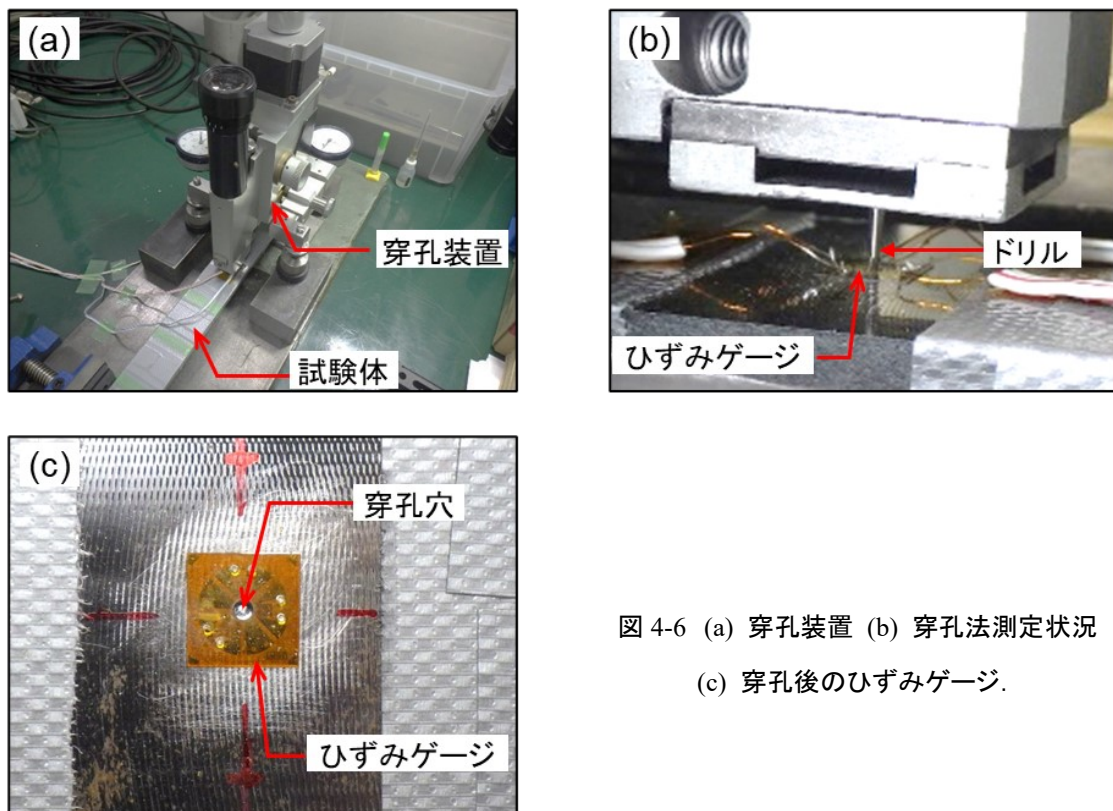 (a)
穿孔装置
試験体
(b)
ドリル
ひずみゲージ
(c)
穿孔穴
ひずみゲージ
図 4-6 (a) 穿孔装置 (b) 穿孔法測定状況
(c) 穿孔後のひずみゲージ.